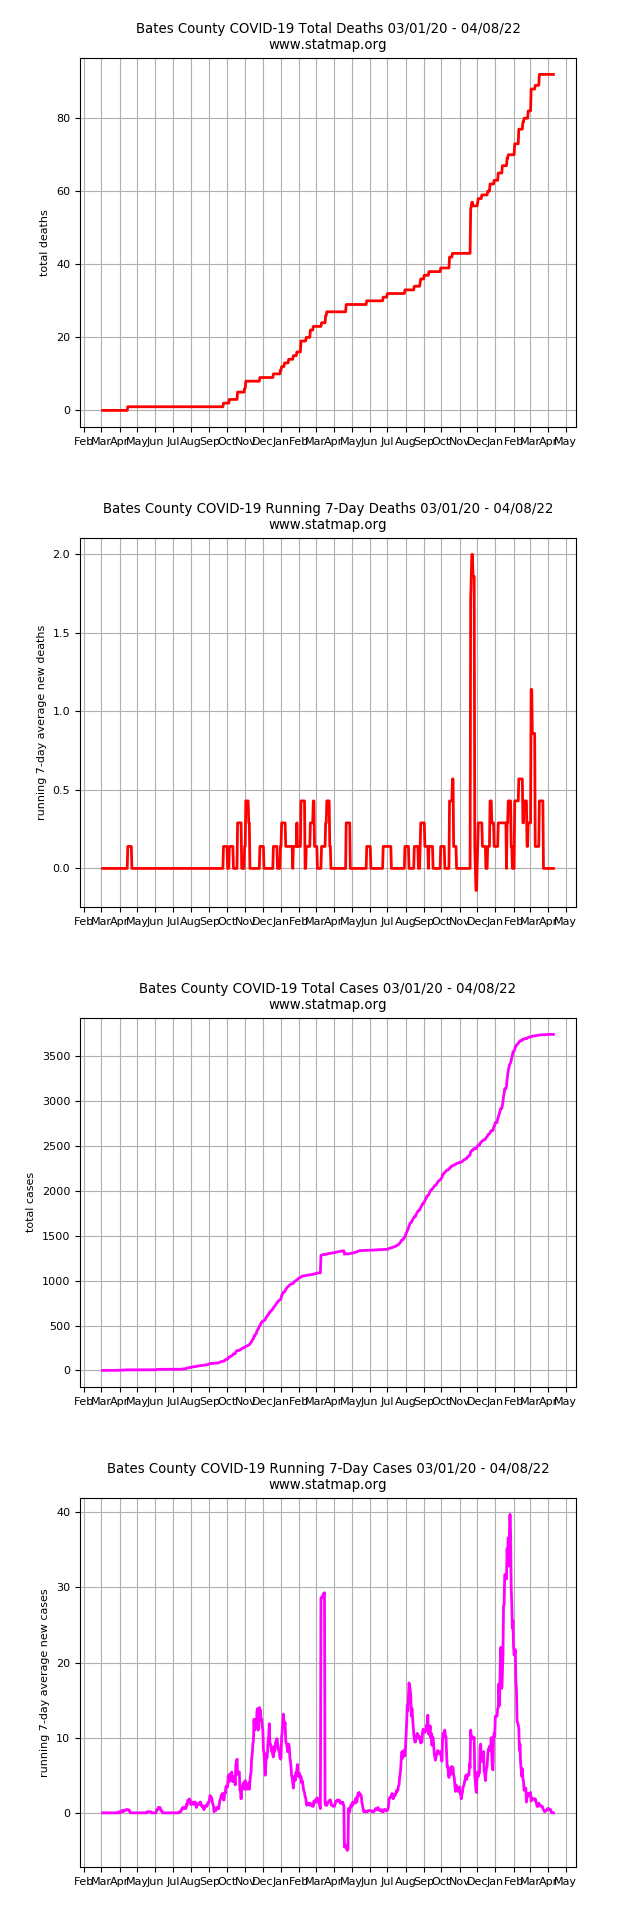 Bates County COVID-19 Total Deaths 03/01/20 - 04/08/22
www.statmap.org
80
60
40
20
0
total deaths
Feb Mar Apr May Jun Jul Aug Sep Oct Nov Dec Jan Feb Mar Apr May Jun Jul Aug Sep Oct Nov Dec Jan Feb Mar Apr May
Bates County COVID-19 Running 7-Day Deaths 03/01/20 - 04/08/22
www.statmap.org
2.0
1.5
1.0
0.5
0.0
running 7-day average new deaths
Feb Mar Apr May Jun Jul Aug Sep Oct Nov Dec Jan Feb Mar Apr May Jun Jul Aug Sep Oct Nov Dec Jan Feb Mar Apr May
Bates County COVID-19 Total Cases 03/01/20 - 04/08/22
www.statmap.org
3500
3000
2500
2000
1500
1000
500
0
total cases
Feb Mar Apr May Jun Jul Aug Sep Oct Nov Dec Jan Feb Mar Apr May Jun Jul Aug Sep Oct Nov Dec Jan Feb Mar Apr May
Bates County COVID-19 Running 7-Day Cases 03/01/20 - 04/08/22
www.statmap.org
40
30
20
10
0
running 7-day average new cases
Feb Mar Apr May Jun Jul Aug Sep Oct Nov Dec Jan Feb Mar Apr May Jun Jul Aug Sep Oct Nov Dec Jan Feb Mar Apr May